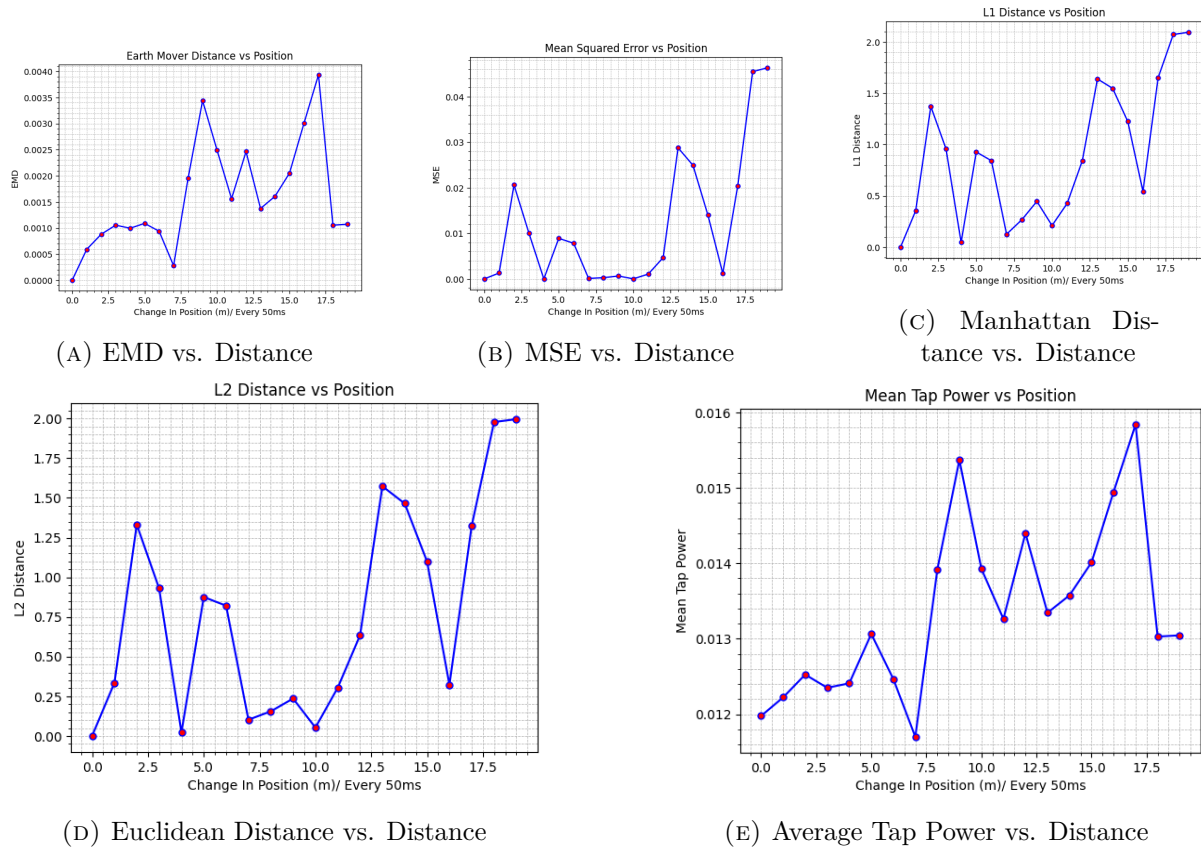 Earth Mover Distance vs Position
0.0040
0.0035
0.0030
0.0025
0.0020
0.0015
0.0010
0.0005
0.0000
EMD
0.0 2.5 5.0 7.5 10.0 12.5 15.0 17.5
Change In Position (m)/ Every 50ms
(A) EMD vs. Distance
Mean Squared Error vs Position
0.04
0.03
0.02
0.01
0.00
MSE
0.0 2.5 5.0 7.5 10.0 12.5 15.0 17.5
Change In Position (m)/ Every 50ms
(B) MSE vs. Distance
L1 Distance vs Position
2.0
1.5
1.0
0.5
0.0
L1 Distance
0.0 2.5 5.0 7.5 10.0 12.5 15.0 17.5
Change In Position (m)/ Every 50ms
(C) Manhattan Dis-
tance vs. Distance
L2 Distance vs Position
2.00
1.75
1.50
1.25
1.00
0.75
0.50
0.25
0.00
L2 Distance
0.0 2.5 5.0 7.5 10.0 12.5 15.0 17.5
Change In Position (m)/ Every 50ms
(D) Euclidean Distance vs. Distance
Mean Tap Power vs Position
0.016
0.015
0.014
0.013
0.012
Mean Tap Power
0.0 2.5 5.0 7.5 10.0 12.5 15.0 17.5
Change In Position (m)/ Every 50ms
(E) Average Tap Power vs. Distance